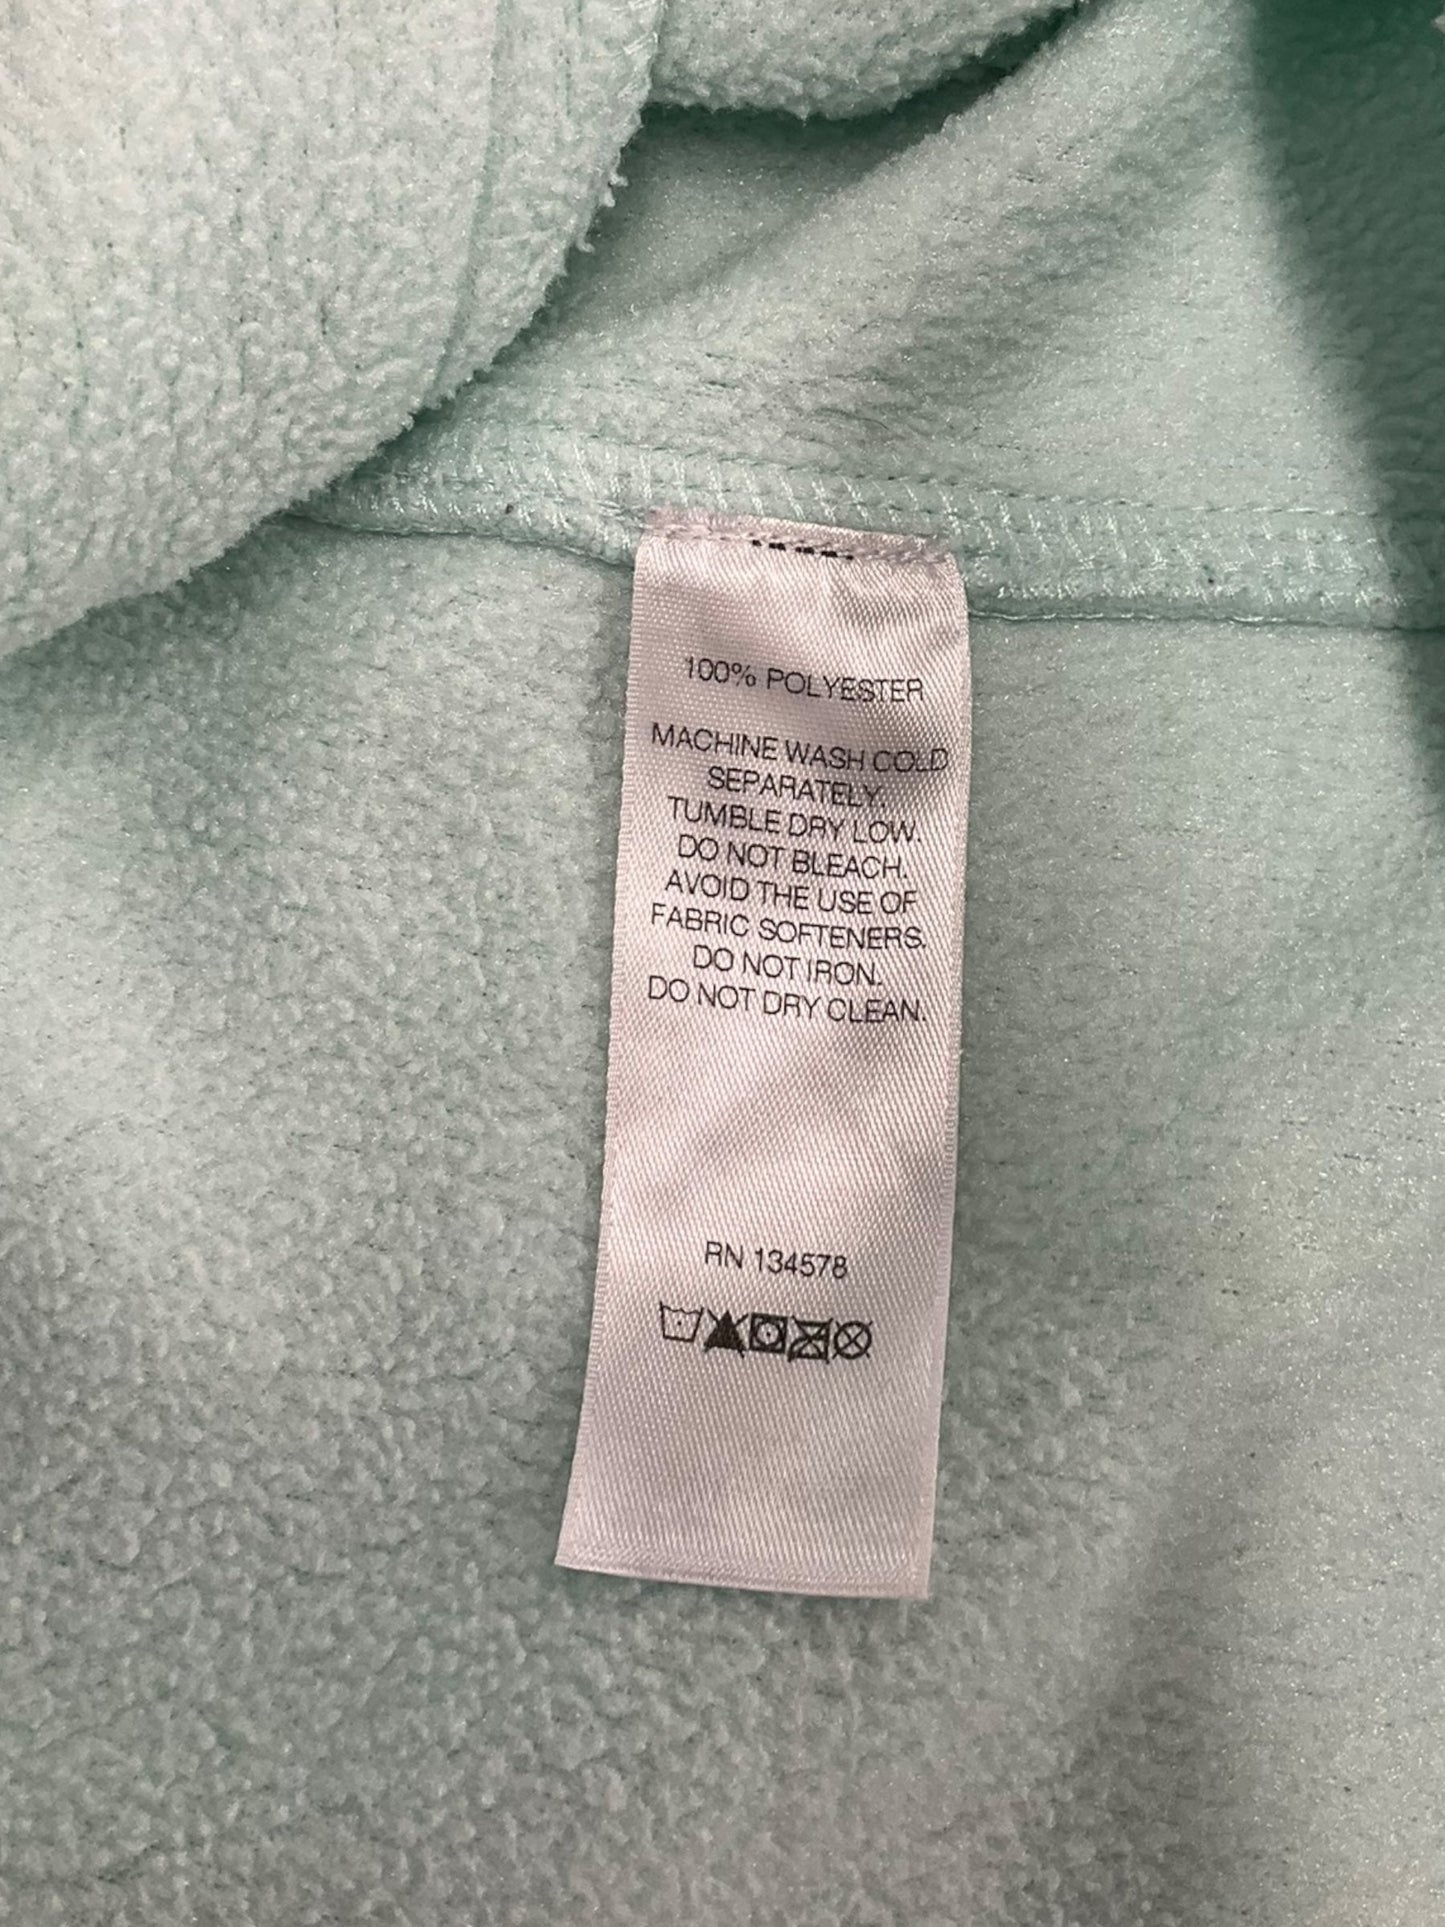 100% POLYESTER
MACHINE WASH COLD
SEPARATELY.
TUMBLE DRY LOW.
DO NOT BLEACH.
AVOID THE USE OF
FABRIC SOFTENERS.
DO NOT IRON.
DO NOT DRY CLEAN.
RN 134578